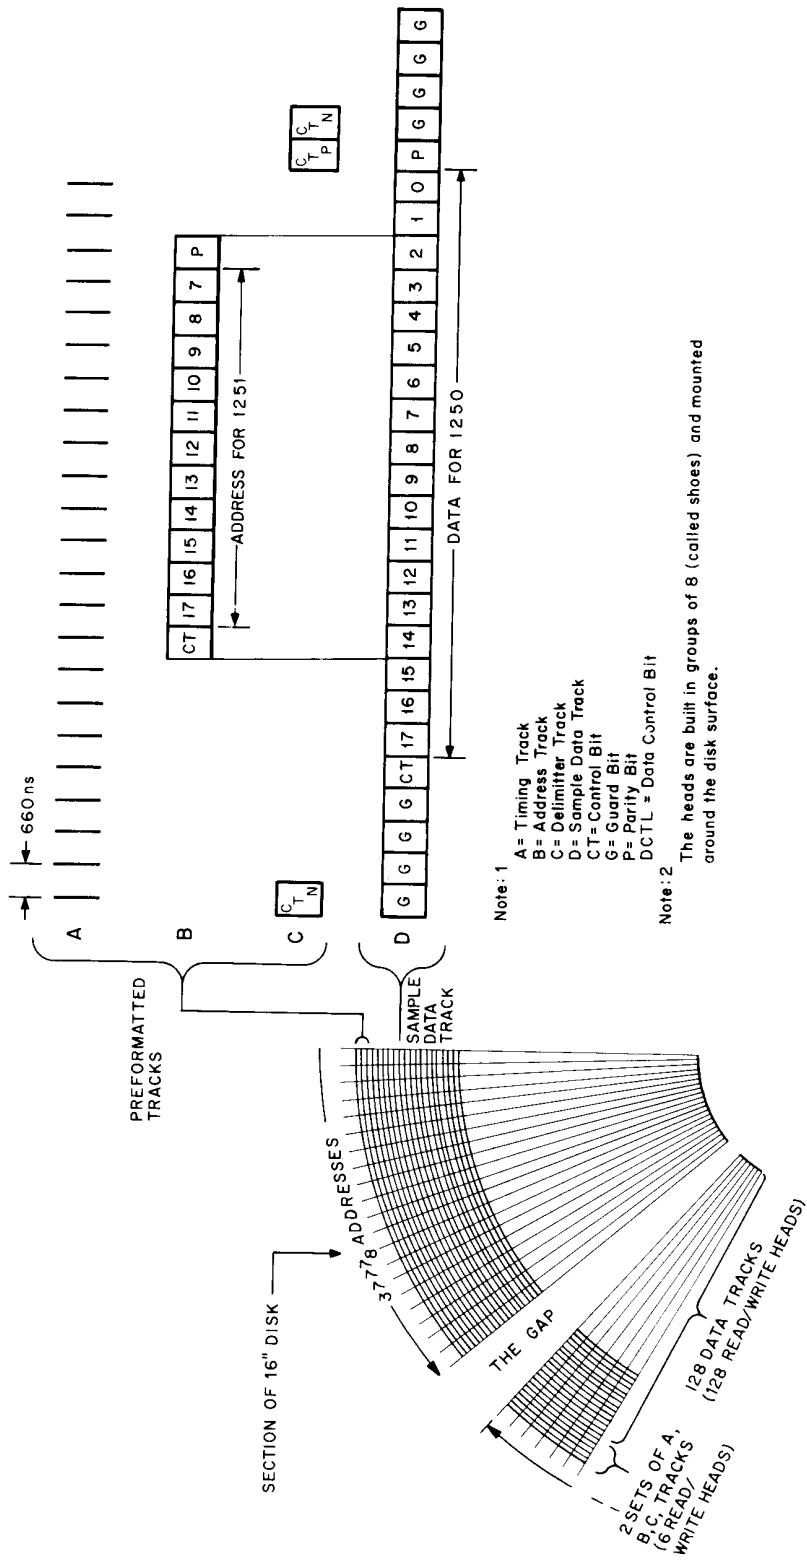 660ns
A
B
CT 17 16 15 14 13 12 11 10 9 8 7 P
ADDRESS FOR 1251
C
CTN
CTP CTN
D
G G G G CT 17 16 15 14 13 12 11 10 9 8 7 6 5 4 3 2 1 0 P G G G G
DATA FOR 1250
PREFORMATTED
TRACKS
SAMPLE
DATA
TRACK
SECTION OF 16" DISK
3777₈ ADDRESSES
THE GAP
2 SETS OF A,
B,C, TRACKS
(6 READ/
WRITE HEADS)
128 DATA TRACKS
(128 READ/WRITE HEADS)
Note: 1
A = Timing Track
B = Address Track
C = Delimitter Track
D = Sample Data Track
CT = Control Bit
G = Guard Bit
P = Parity Bit
DCTL = Data Control Bit
Note: 2
The heads are built in groups of 8 (called shoes) and mounted
around the disk surface.